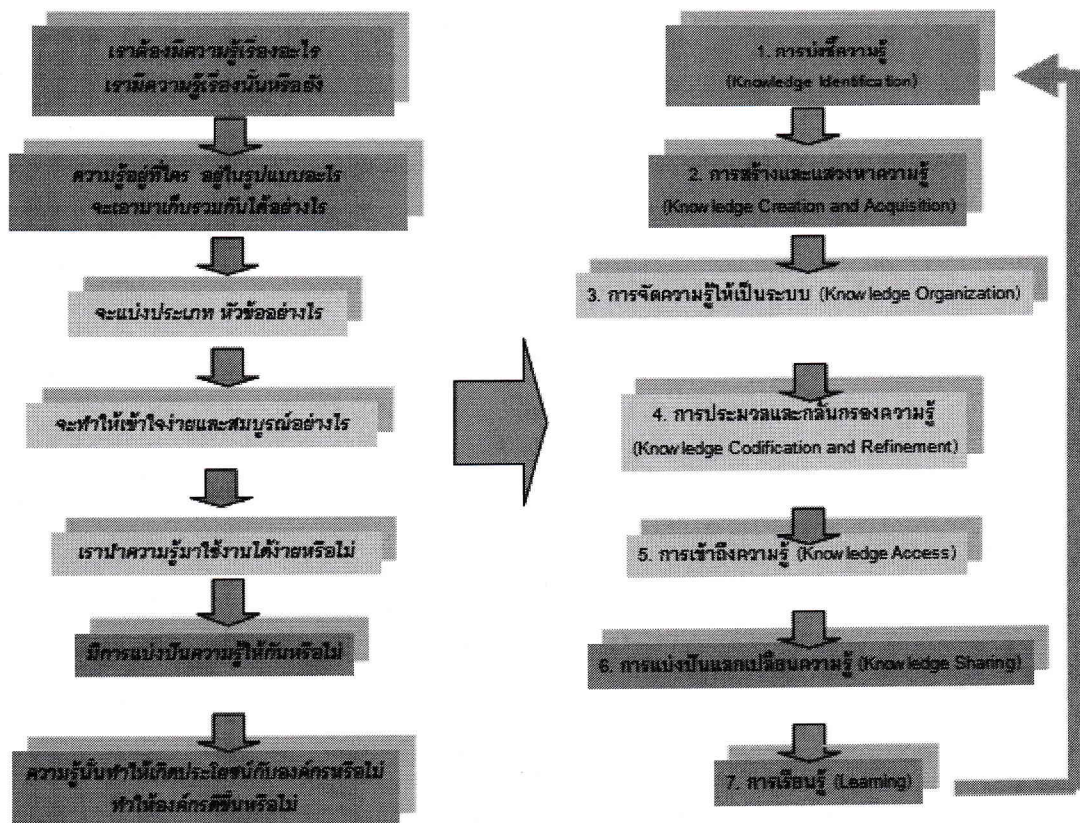 เราต้องมีความรู้เรื่องอะไร
เรามีความรู้เรื่องนั้นหรือยัง
ความรู้อยู่ที่ใคร อยู่ในรูปแบบอะไร
จะเอามาเก็บรวมกันได้อย่างไร
จะแบ่งประเภท หัวข้ออย่างไร
จะทำให้เข้าใจง่ายและสมบูรณ์อย่างไร
เรานำความรู้มาใช้งานได้ง่ายหรือไม่
มีการแบ่งปันความรู้ให้กันหรือไม่
ความรู้นั้นทำให้เกิดประโยชน์กับองค์กรหรือไม่
ทำให้องค์กรดีขึ้นหรือไม่
1. การบ่งชี้ความรู้
(Knowledge Identification)
2. การสร้างและแสวงหาความรู้
(Knowledge Creation and Acquisition)
3. การจัดความรู้ให้เป็นระบบ (Knowledge Organization)
4. การประมวลและกลั่นกรองความรู้
(Knowledge Codification and Refinement)
5. การเข้าถึงความรู้ (Knowledge Access)
6. การแบ่งปันแลกเปลี่ยนความรู้ (Knowledge Sharing)
7. การเรียนรู้ (Learning)